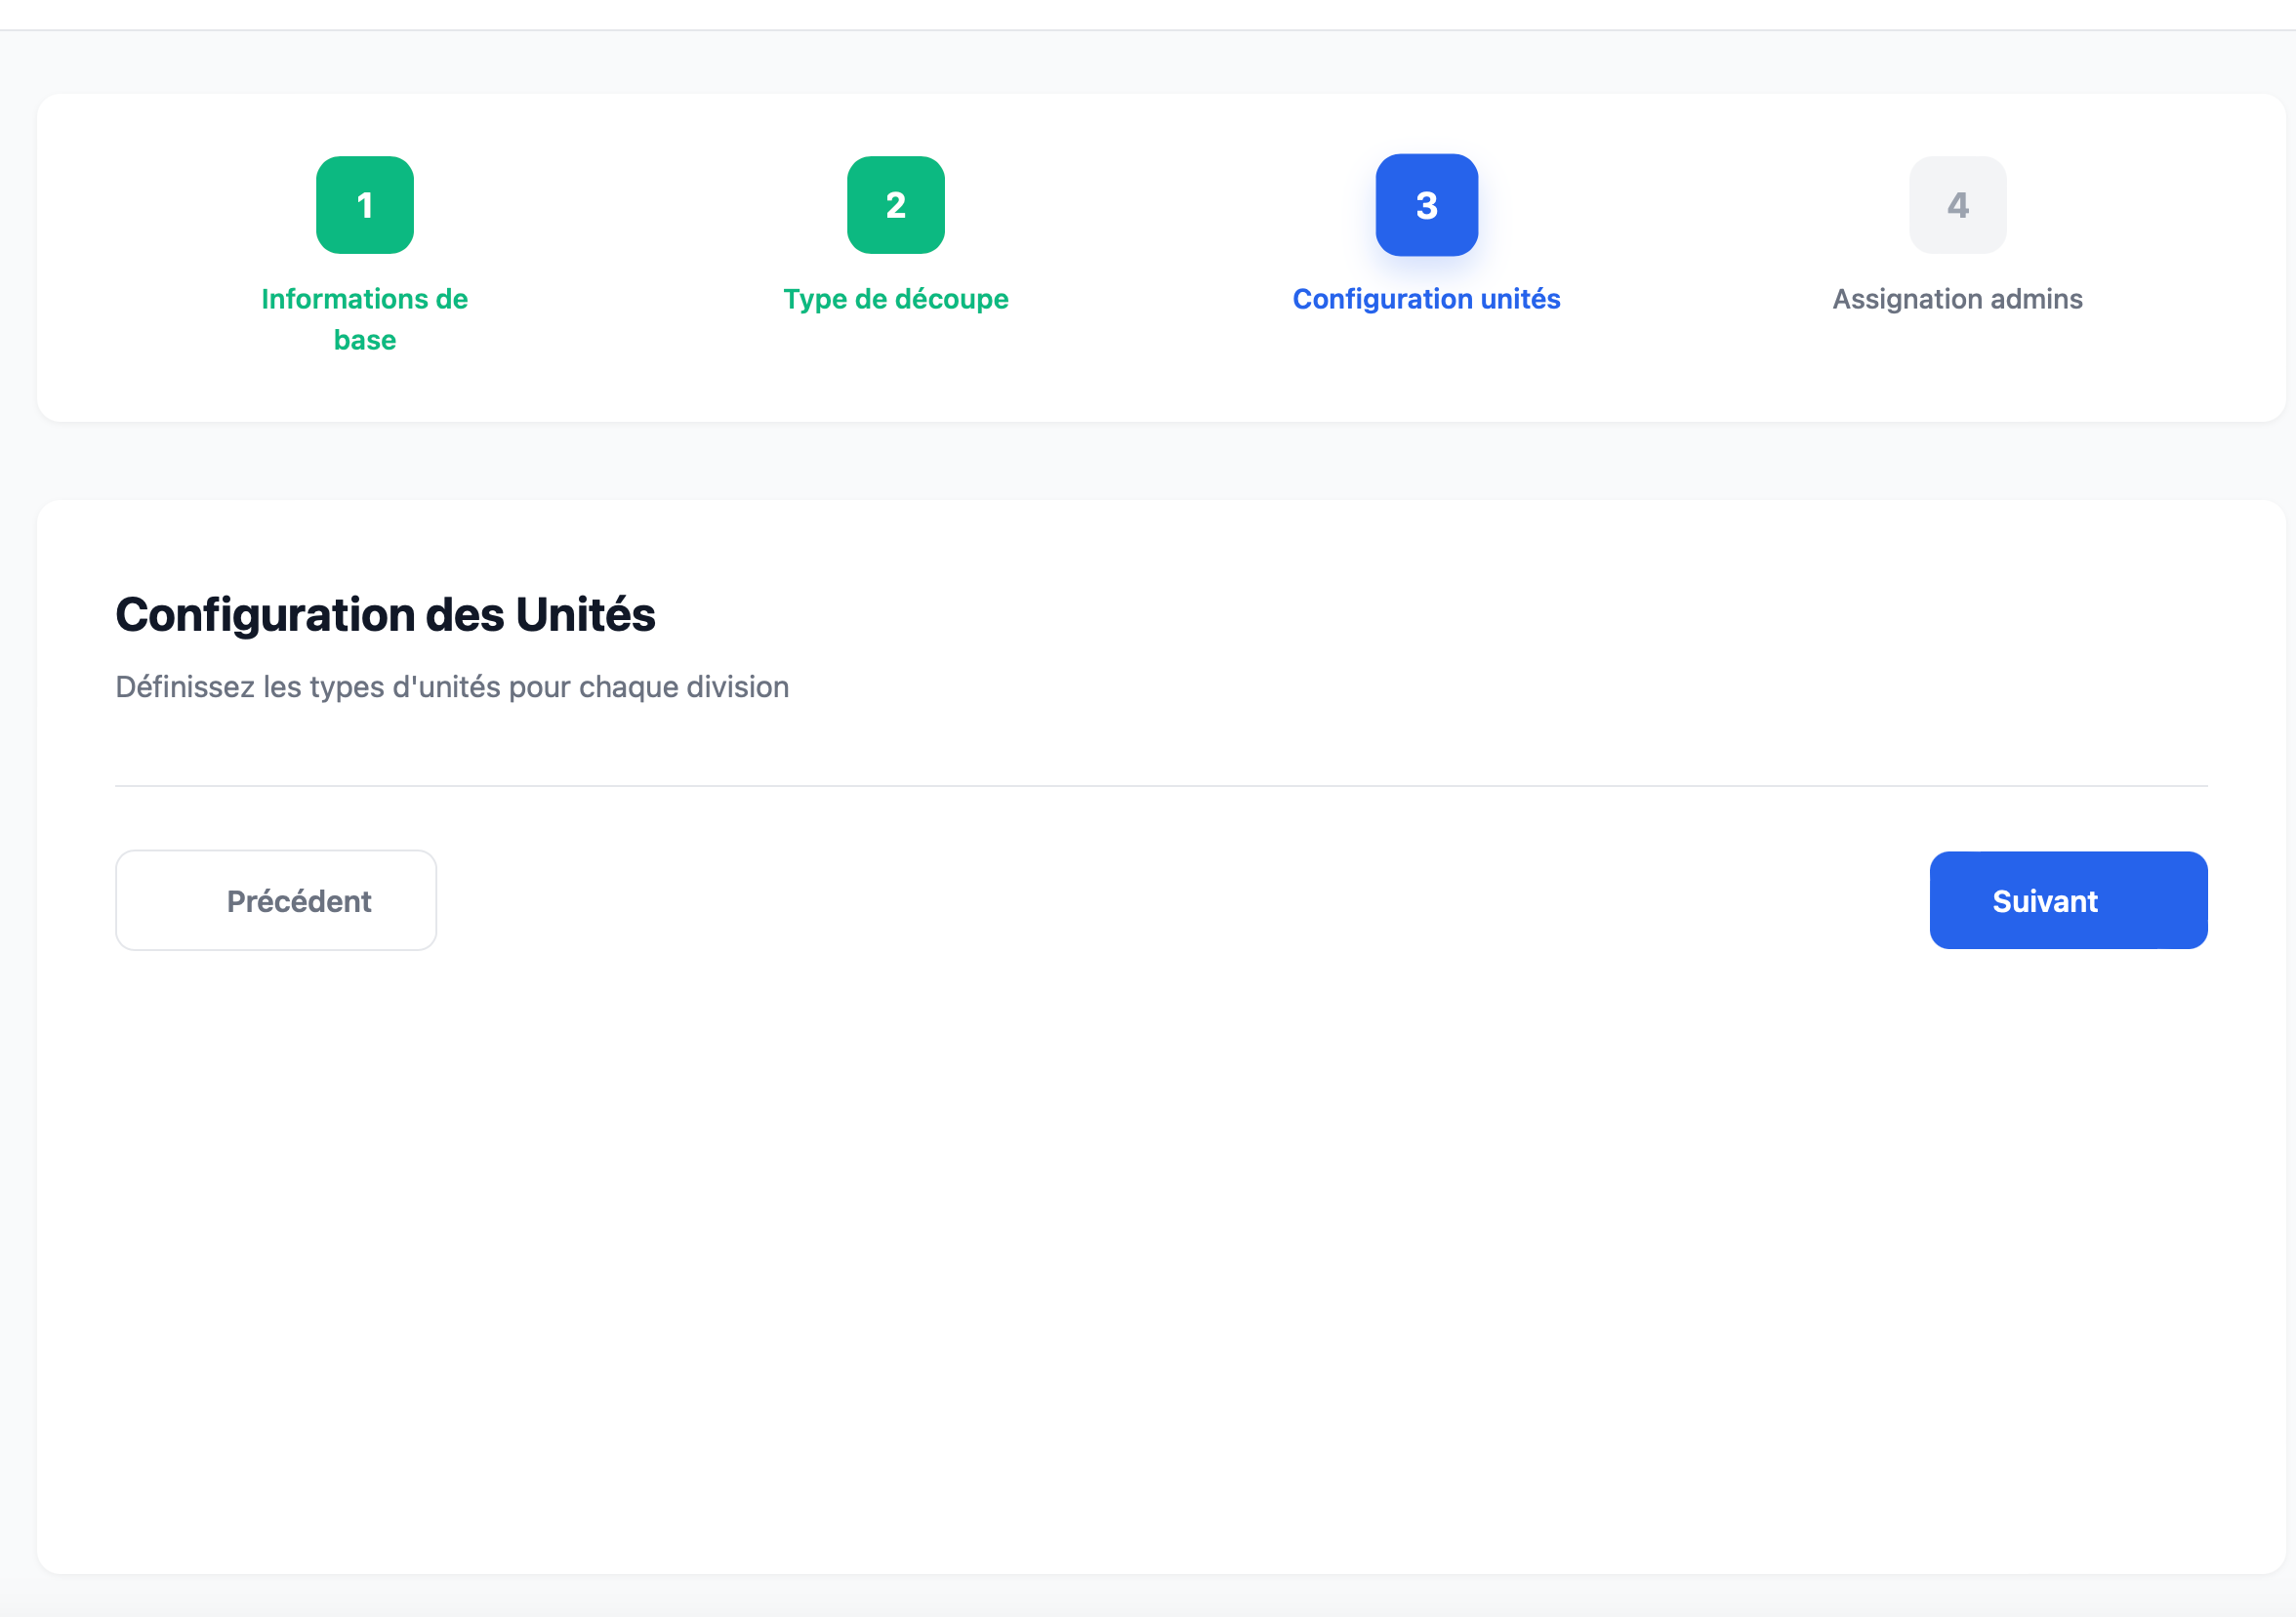 1
2
3
4
Informations de
base
Type de découpe
Configuration unités
Assignation admins
Configuration des Unités
Définissez les types d'unités pour chaque division
Précédent
Suivant